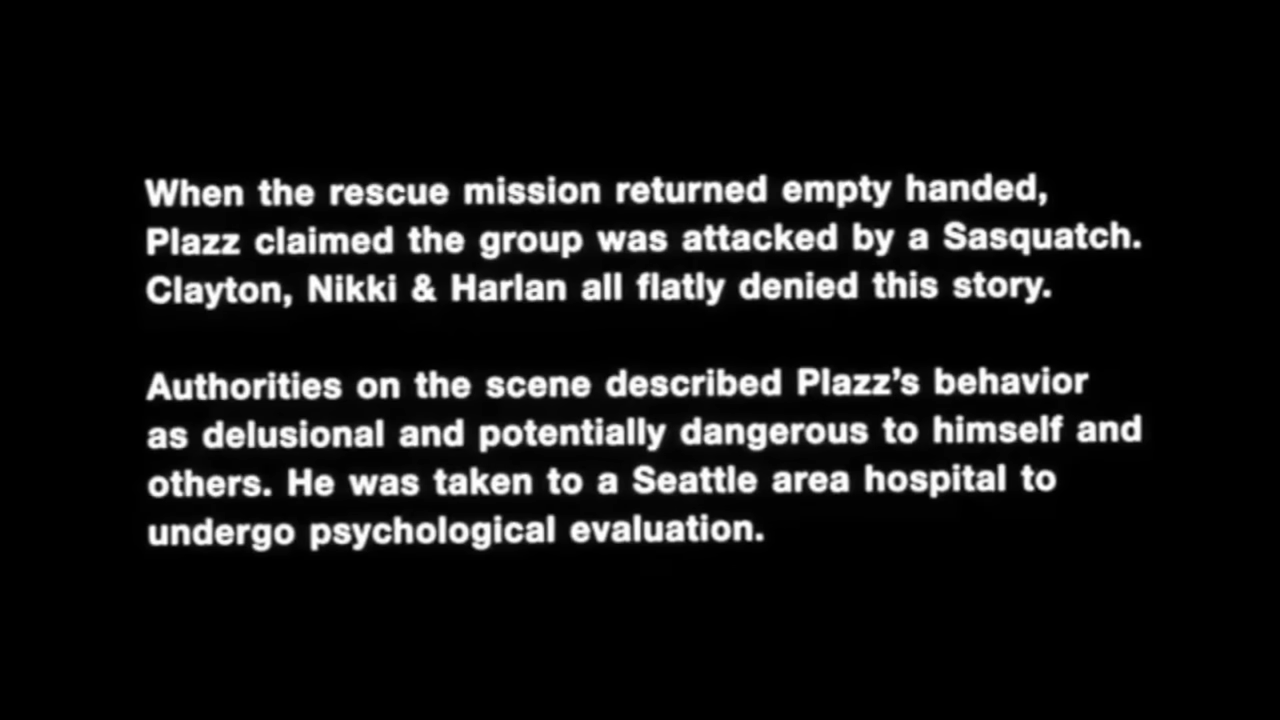 When the rescue mission returned empty handed,
Plazz claimed the group was attacked by a Sasquatch.
Clayton, Nikki & Harlan all flatly denied this story.
Authorities on the scene described Plazz’s behavior
as delusional and potentially dangerous to himself and
others. He was taken to a Seattle area hospital to
undergo psychological evaluation.